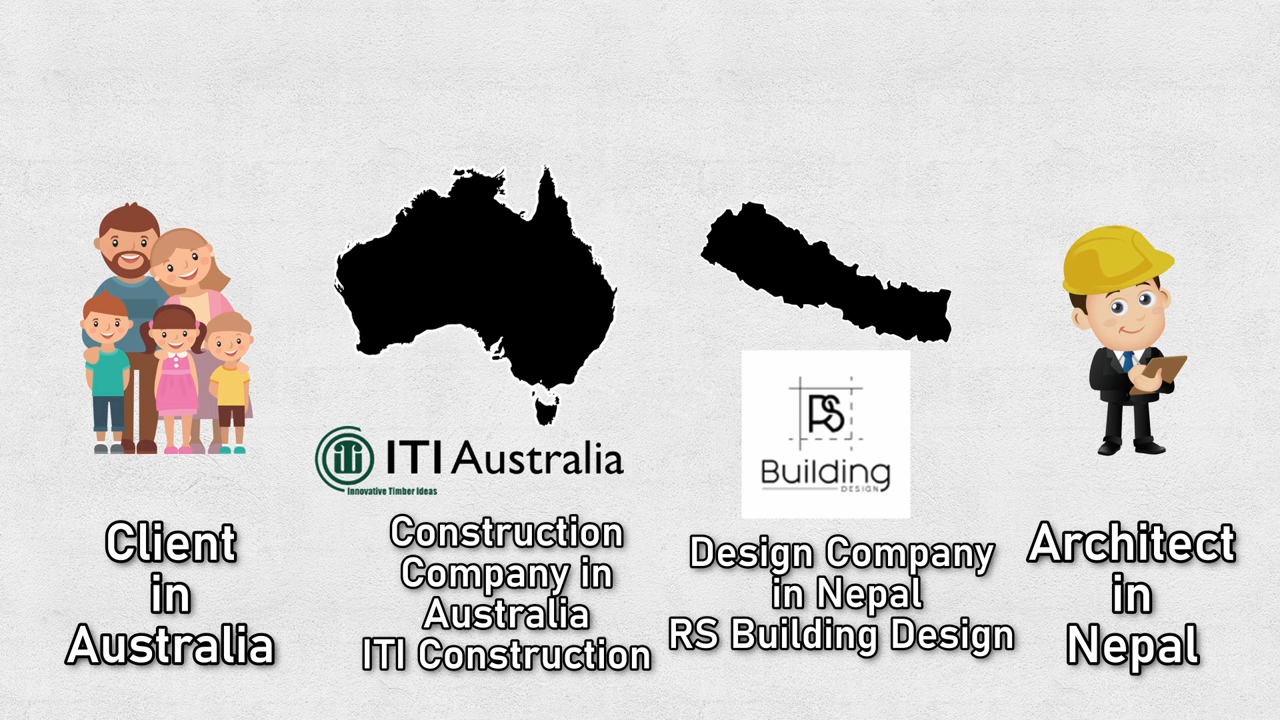 iTi
ITI Australia
Innovative Timber Ideas
RS
Building
DESIGN
Client
in
Australia
Construction
Company in
Australia
ITI Construction
Design Company
in Nepal
RS Building Design
Architect
in
Nepal